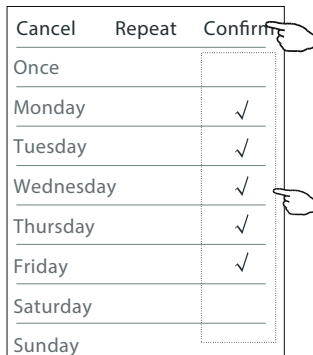 Cancel Repeat Confirm
Once
Monday √
Tuesday √
Wednesday √
Thursday √
Friday √
Saturday
Sunday